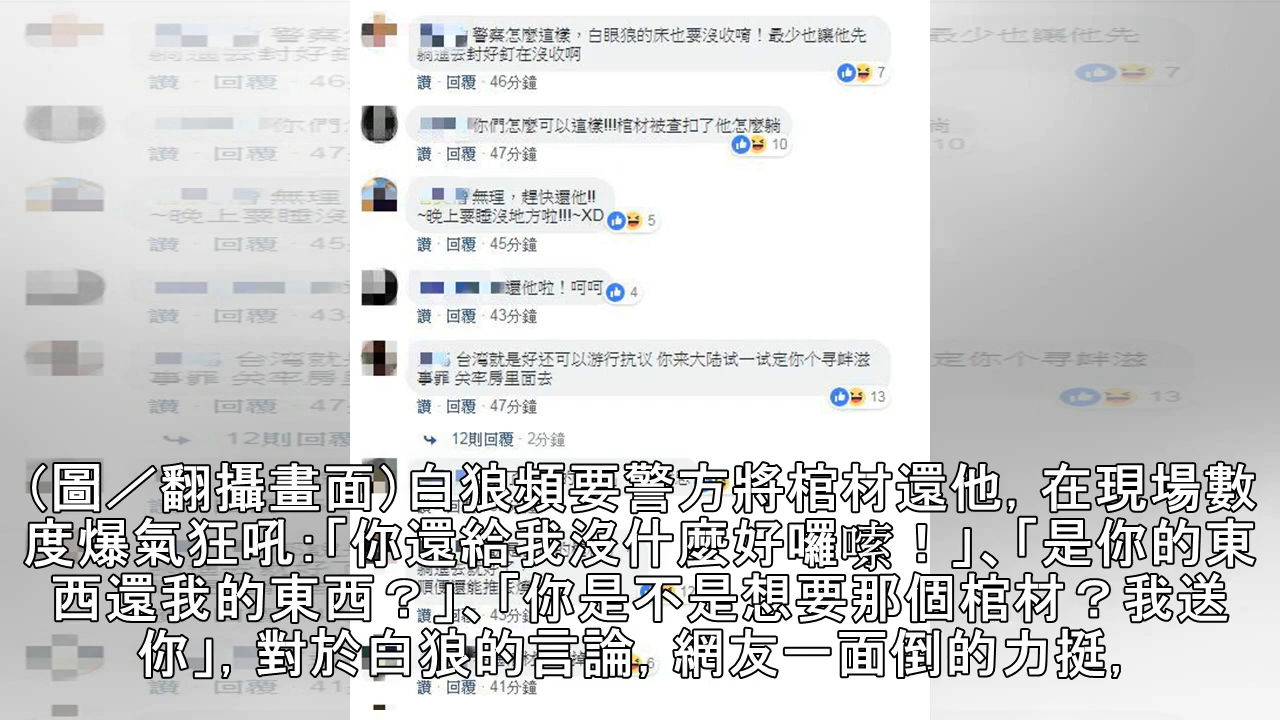 警察怎麼這樣，白眼狼的床也要沒收唷！最少也讓他先
躺進去封好釘在沒收啊
7
讚 · 回覆 · 46分鐘
你們怎麼可以這樣!!!棺材被查扣了他怎麼躺
10
讚 · 回覆 · 47分鐘
無理，趕快還他!!
~晚上要睡沒地方啦!!!~XD
5
讚 · 回覆 · 45分鐘
還他啦！呵呵
4
讚 · 回覆 · 43分鐘
台湾就是好还可以游行抗议 你来大陆试一试定你个寻衅滋
事罪 关牢房里面去
13
讚 · 回覆 · 47分鐘
12則回覆 · 2分鐘
(圖／翻攝畫面)白狼頻要警方將棺材還他, 在現場數
度爆氣狂吼:「你還給我沒什麼好囉嗦！」、「是你的東
西還我的東西？」、「你是不是想要那個棺材？我送
你」, 對於白狼的言論, 網友一面倒的力挺,
讚 · 回覆 · 41分鐘